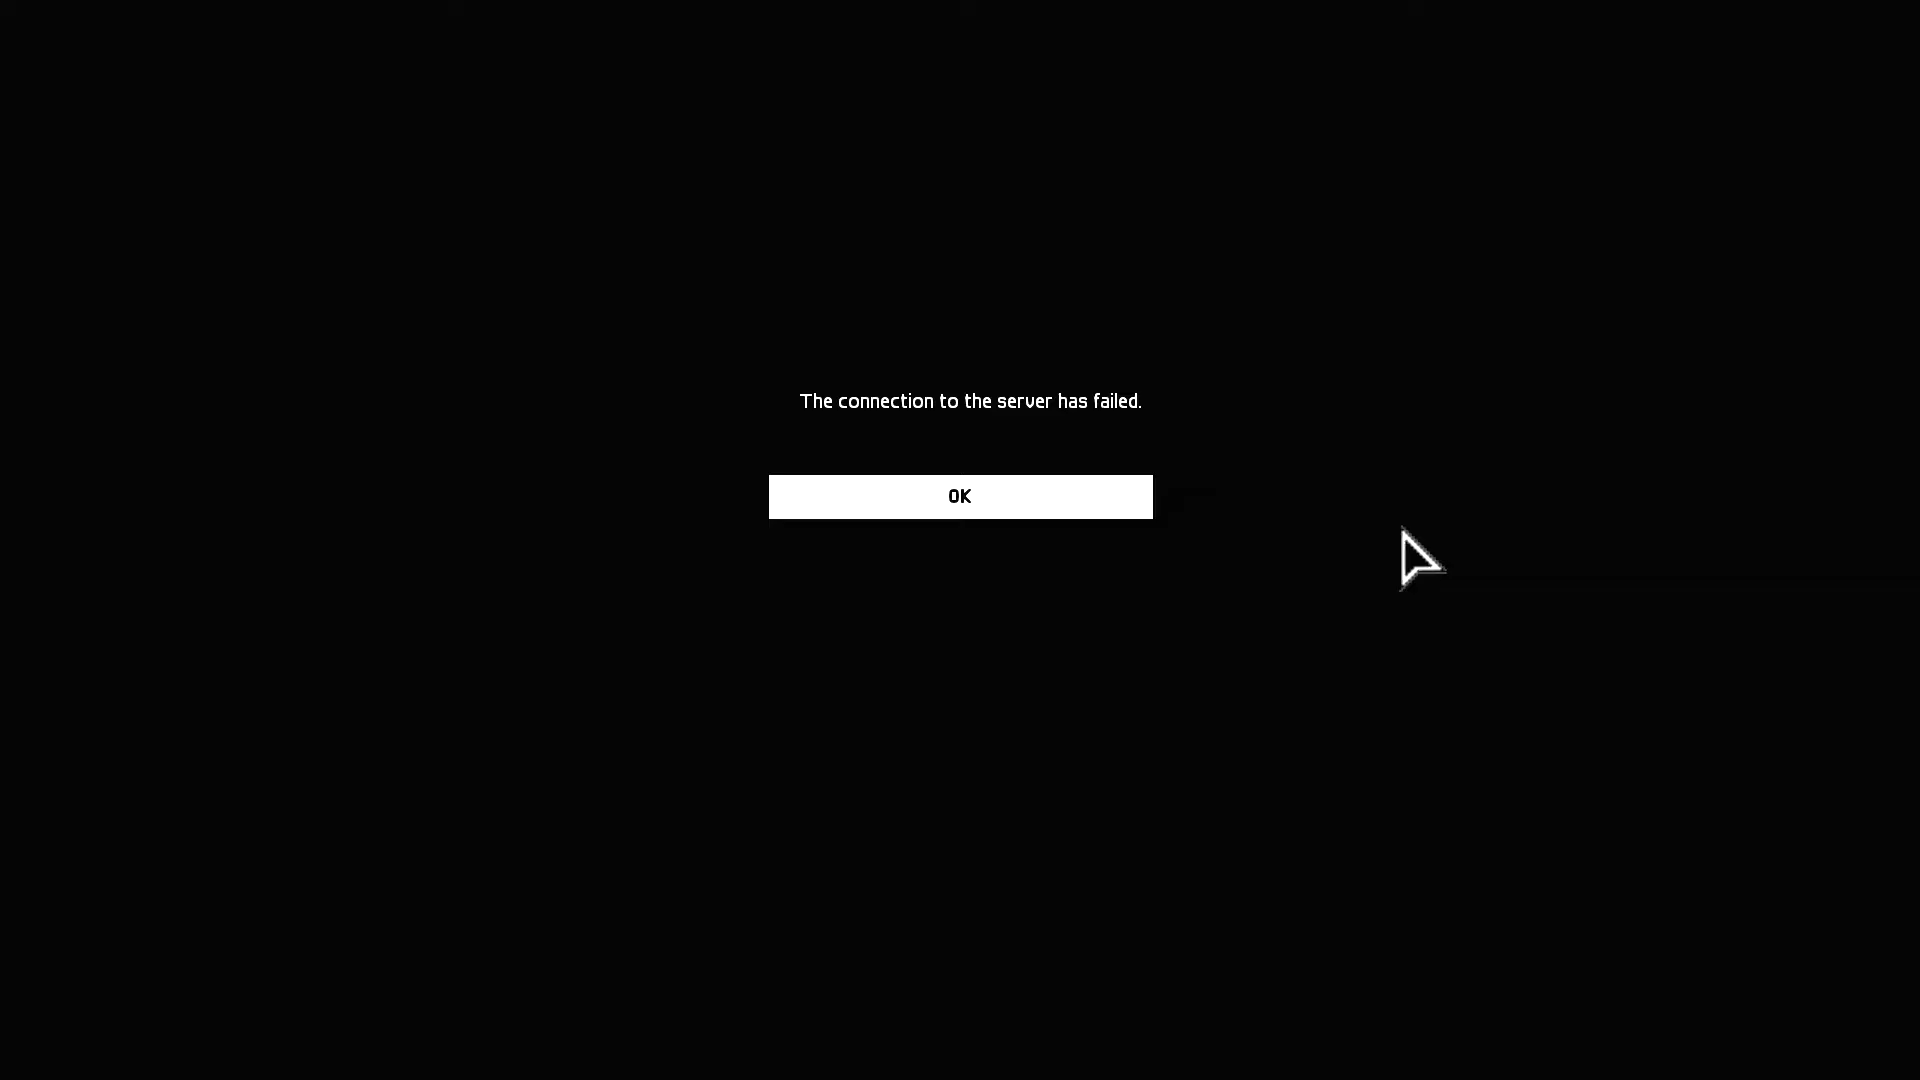 The connection to the server has failed.
OK